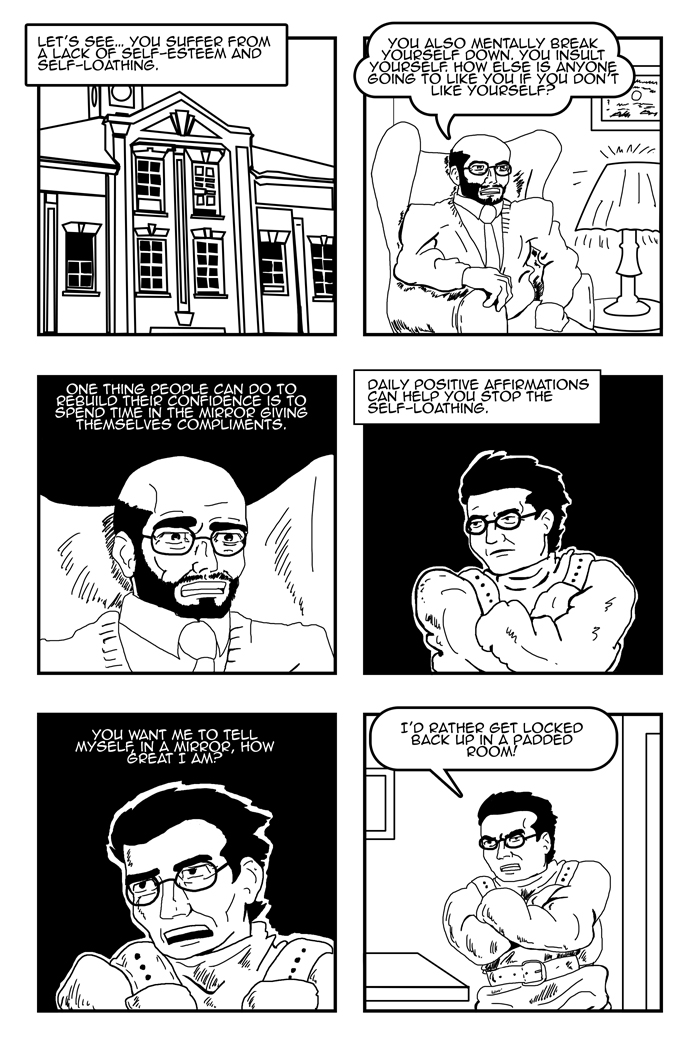 LET'S SEE... YOU SUFFER FROM
A LACK OF SELF-ESTEEM AND
SELF-LOATHING.
YOU ALSO MENTALLY BREAK
YOURSELF DOWN. YOU INSULT
YOURSELF. HOW ELSE IS ANYONE
GOING TO LIKE YOU IF YOU DON'T
LIKE YOURSELF?
ONE THING PEOPLE CAN DO TO
REBUILD THEIR CONFIDENCE IS TO
SPEND TIME IN THE MIRROR GIVING
THEMSELVES COMPLIMENTS.
DAILY POSITIVE AFFIRMATIONS
CAN HELP YOU STOP THE
SELF-LOATHING.
YOU WANT ME TO TELL
MYSELF, IN A MIRROR, HOW
GREAT I AM?
I'D RATHER GET LOCKED
BACK UP IN A PADDED
ROOM!